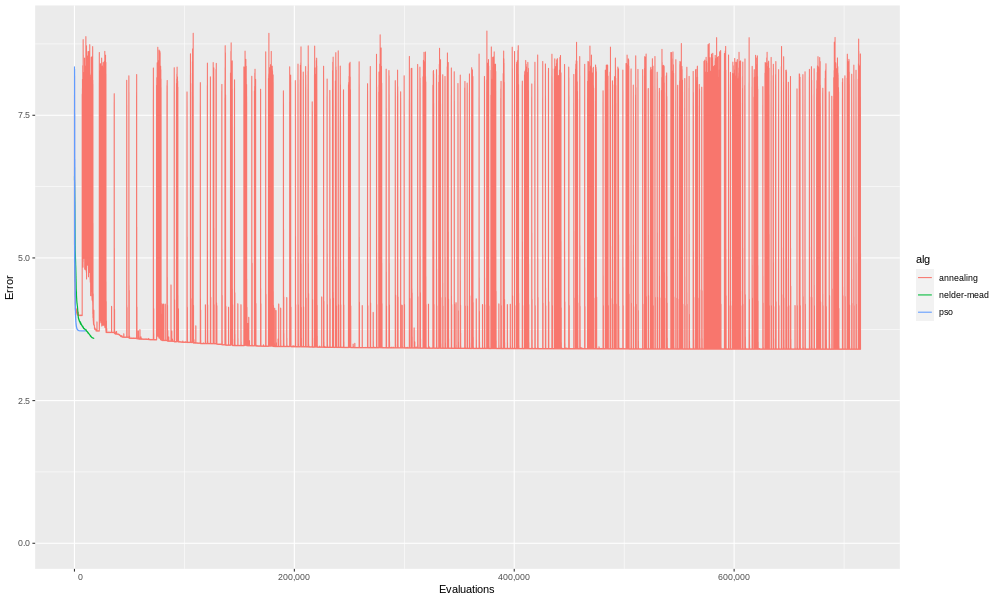 7.5
5.0
2.5
0.0
Error
0
200,000
400,000
600,000
Evaluations
alg
annealing
nelder-mead
pso